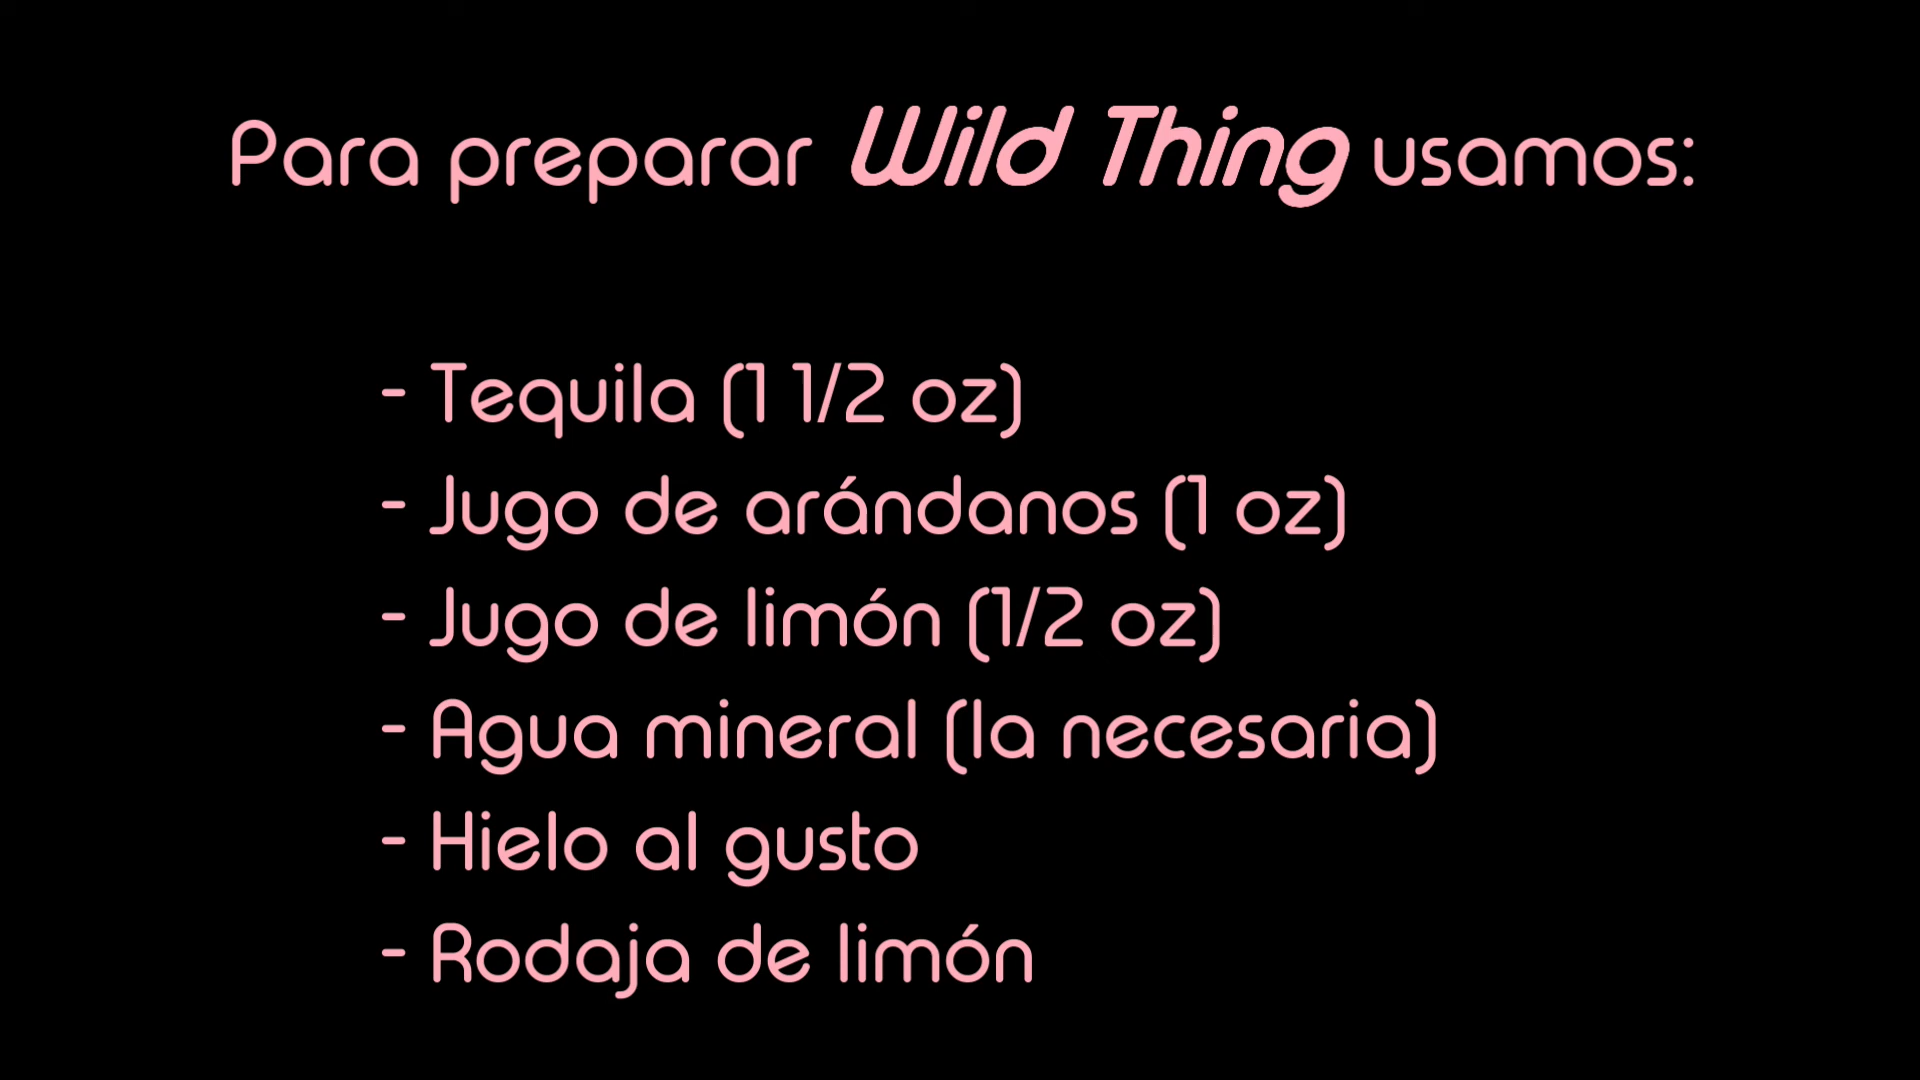 Para preparar Wild Thing usamos:
- Tequila (1 1/2 oz)
- Jugo de arándanos (1 oz)
- Jugo de limón (1/2 oz)
- Agua mineral (la necesaria)
- Hielo al gusto
- Rodaja de limón